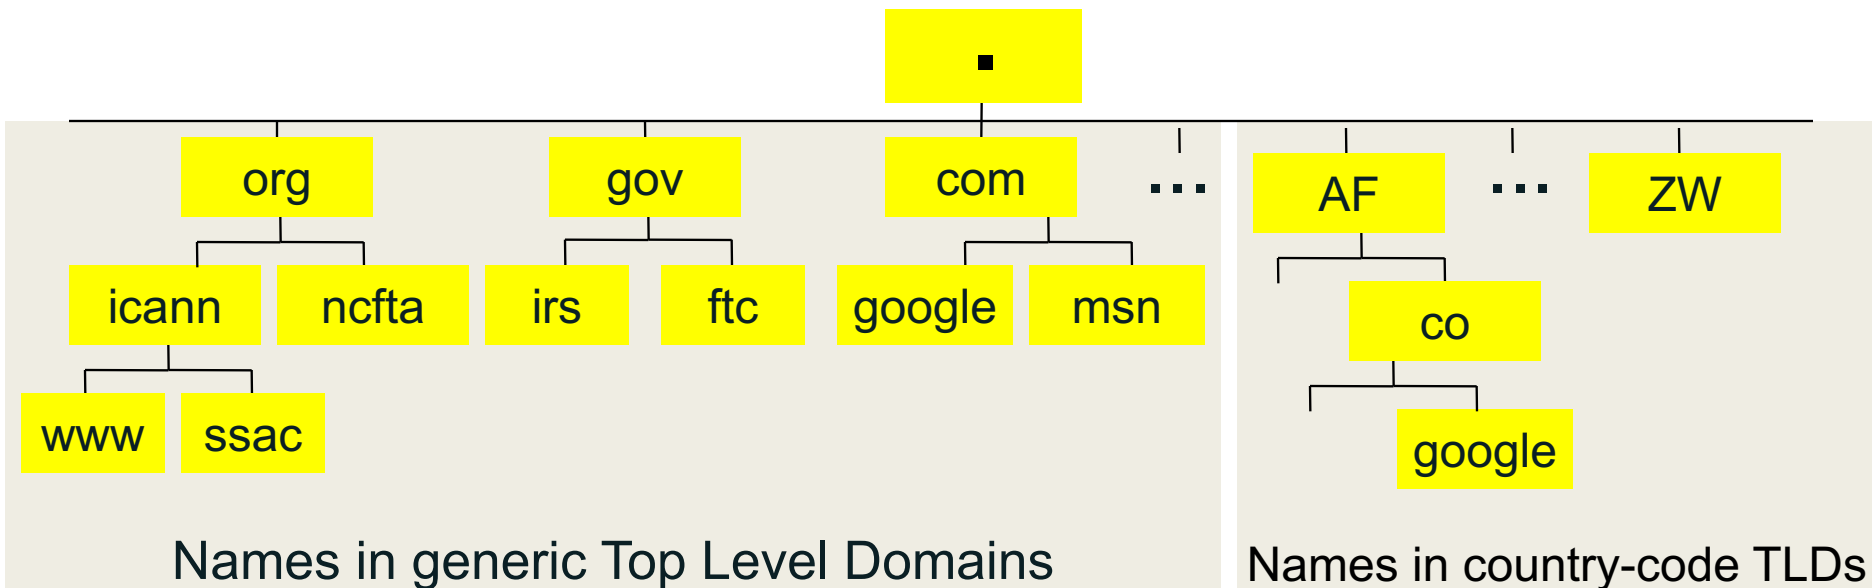 .
org gov com ... AF ... ZW
icann ncfta irs ftc google msn co
www ssac google
Names in generic Top Level Domains
Names in country-code TLDs